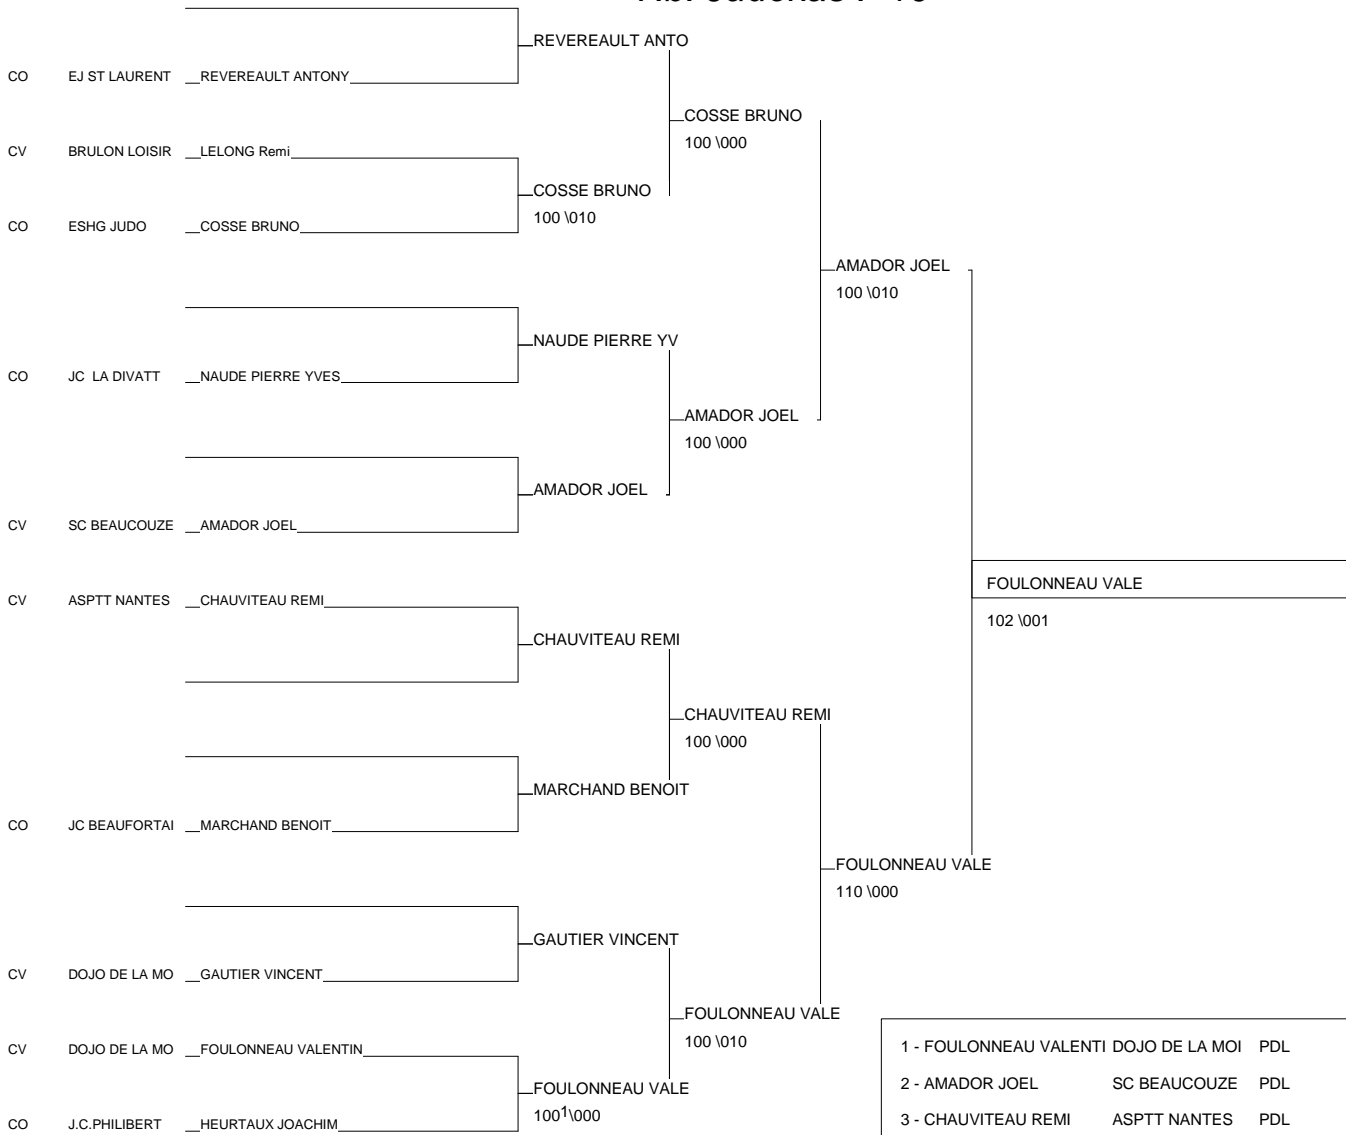 REVEREAULT ANTO
CO EJ ST LAURENT REVEREAULT ANTONY
COSSE BRUNO
100 \000
CV BRULON LOISIR LELONG Remi
COSSE BRUNO
100 \010
CO ESHG JUDO COSSE BRUNO
AMADOR JOEL
100 \010
NAUDE PIERRE YV
CO JC LA DIVATT NAUDE PIERRE YVES
AMADOR JOEL
100 \000
AMADOR JOEL
CV SC BEAUCOUZE AMADOR JOEL
FOULONNEAU VALE
102 \001
CV ASPTT NANTES CHAUVITEAU REMI
CHAUVITEAU REMI
CHAUVITEAU REMI
100 \000
MARCHAND BENOIT
CO JC BEAUFORTAI MARCHAND BENOIT
FOULONNEAU VALE
110 \000
GAUTIER VINCENT
CV DOJO DE LA MO GAUTIER VINCENT
FOULONNEAU VALE
100 \010
CV DOJO DE LA MO FOULONNEAU VALENTIN
FOULONNEAU VALE
1001\000
CO J.C.PHILIBERT HEURTAUX JOACHIM
1 - FOULONNEAU VALENTI DOJO DE LA MOI PDL
2 - AMADOR JOEL SC BEAUCOUZE PDL
3 - CHAUVITEAU REMI ASPTT NANTES PDL